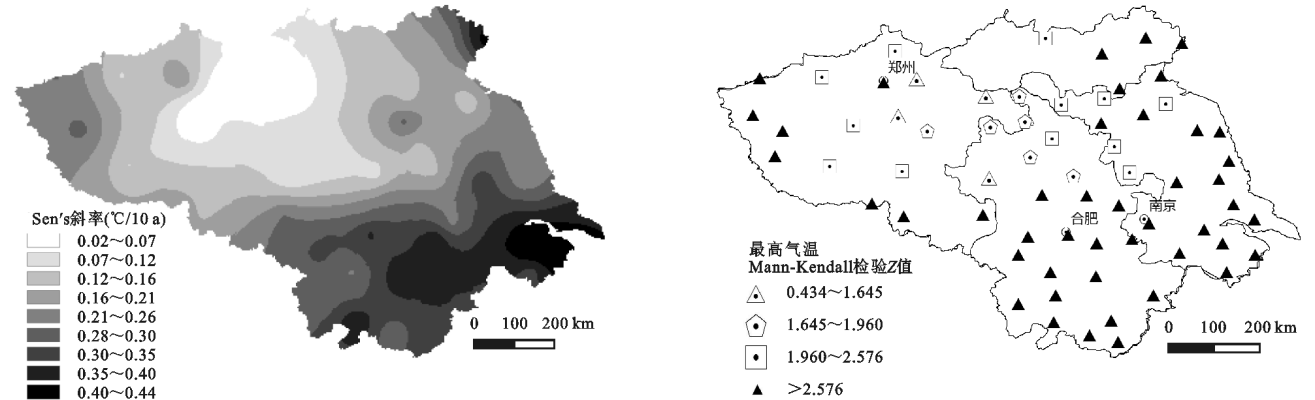 Sen's斜率(℃/10 a)
0.02～0.07
0.07～0.12
0.12～0.16
0.16～0.21
0.21～0.26
0.28～0.30
0.30～0.35
0.35～0.40
0.40～0.44
0 100 200 km
郑州
合肥
南京
最高气温
Mann-Kendall检验Z值
0.434～1.645
1.645～1.960
1.960～2.576
＞2.576
0 100 200 km